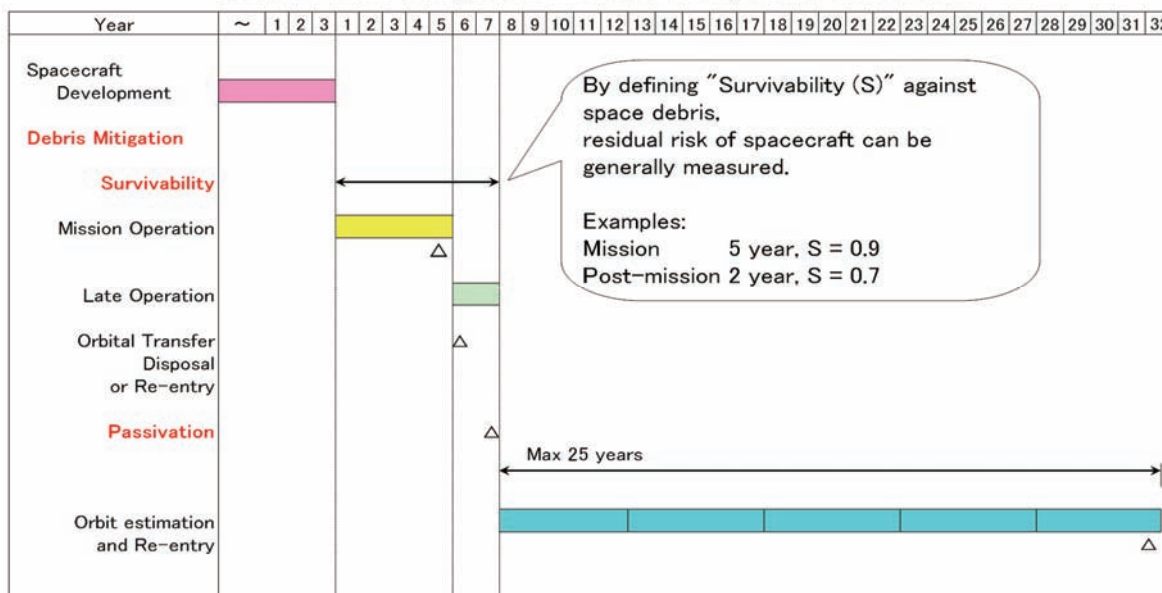 Year ～ 1 2 3 1 2 3 4 5 6 7 8 9 10 11 12 13 14 15 16 17 18 19 20 21 22 23 24 25 26 27 28 29 30 31 32
Spacecraft
Development
By defining "Survivability (S)" against
space debris,
residual risk of spacecraft can be
generally measured.
Examples:
Mission 5 year, S = 0.9
Post-mission 2 year, S = 0.7
Debris Mitigation
Survivability
Mission Operation
Late Operation
Orbital Transfer
Disposal
or Re-entry
Passivation
Max 25 years
Orbit estimation
and Re-entry